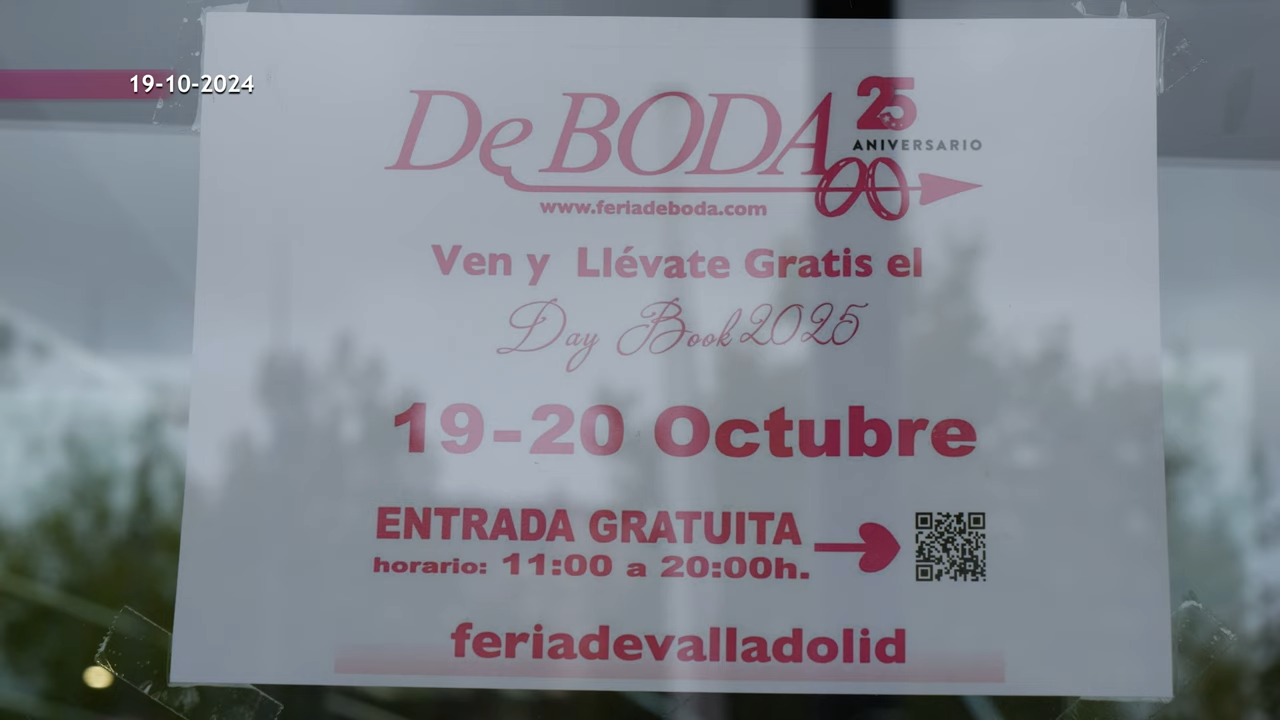 19-10-2024
De BODA
25
ANIVERSARIO
www.feriadeboda.com
Ven y Llévate Gratis el
Day Book 2025
19-20 Octubre
ENTRADA GRATUITA
horario: 11:00 a 20:00h.
feriadevalladolid